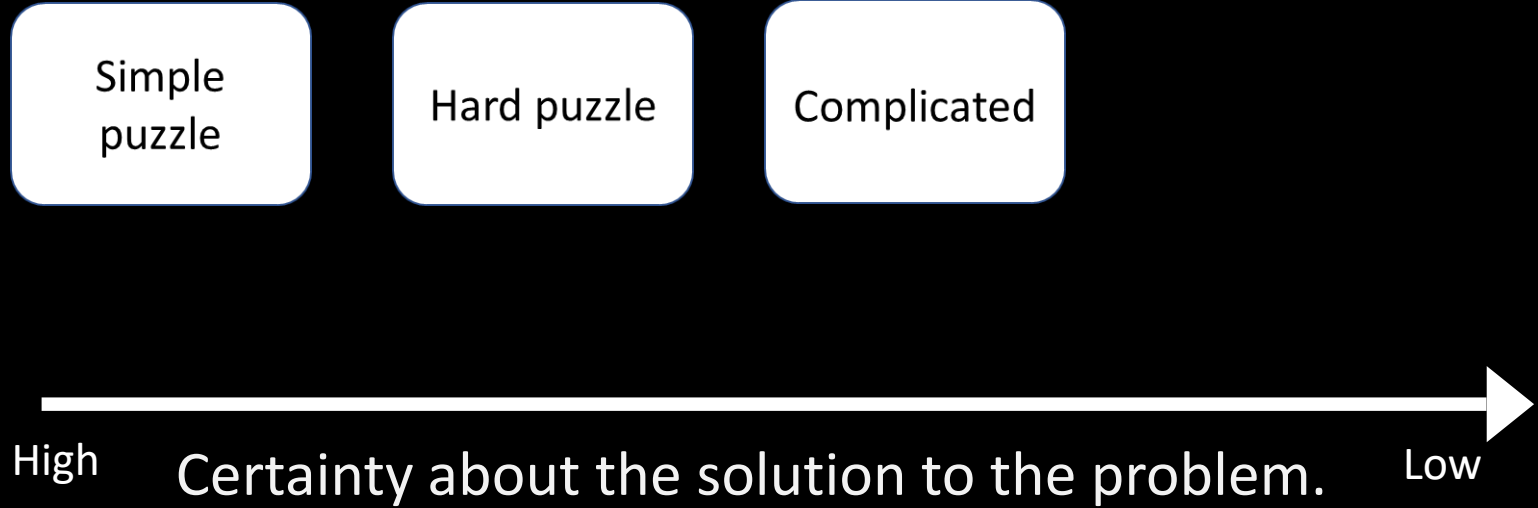 Simple
puzzle
Hard puzzle
Complicated
High
Certainty about the solution to the problem.
Low